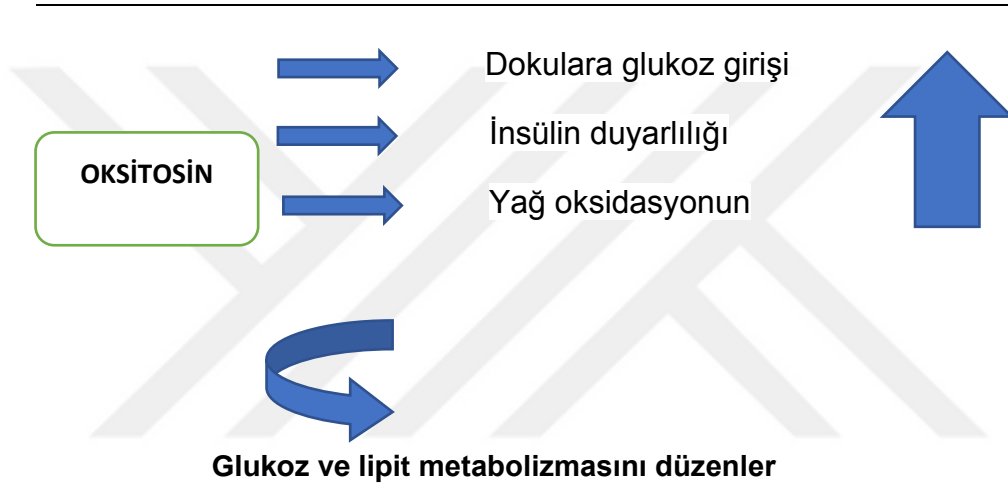 Dokulara glukoz girişi
İnsülin duyarlılığı
OKSİTOSİN
Yağ oksidasyonun
Glukoz ve lipit metabolizmasını düzenler